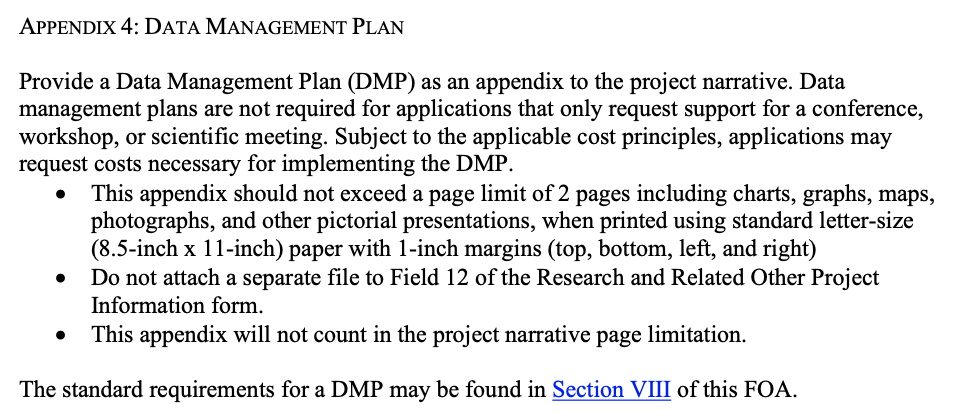 APPENDIX 4: DATA MANAGEMENT PLAN
Provide a Data Management Plan (DMP) as an appendix to the project narrative. Data
management plans are not required for applications that only request support for a conference,
workshop, or scientific meeting. Subject to the applicable cost principles, applications may
request costs necessary for implementing the DMP.
• This appendix should not exceed a page limit of 2 pages including charts, graphs, maps,
photographs, and other pictorial presentations, when printed using standard letter-size
(8.5-inch x 11-inch) paper with 1-inch margins (top, bottom, left, and right)
• Do not attach a separate file to Field 12 of the Research and Related Other Project
Information form.
• This appendix will not count in the project narrative page limitation.
The standard requirements for a DMP may be found in Section VIII of this FOA.